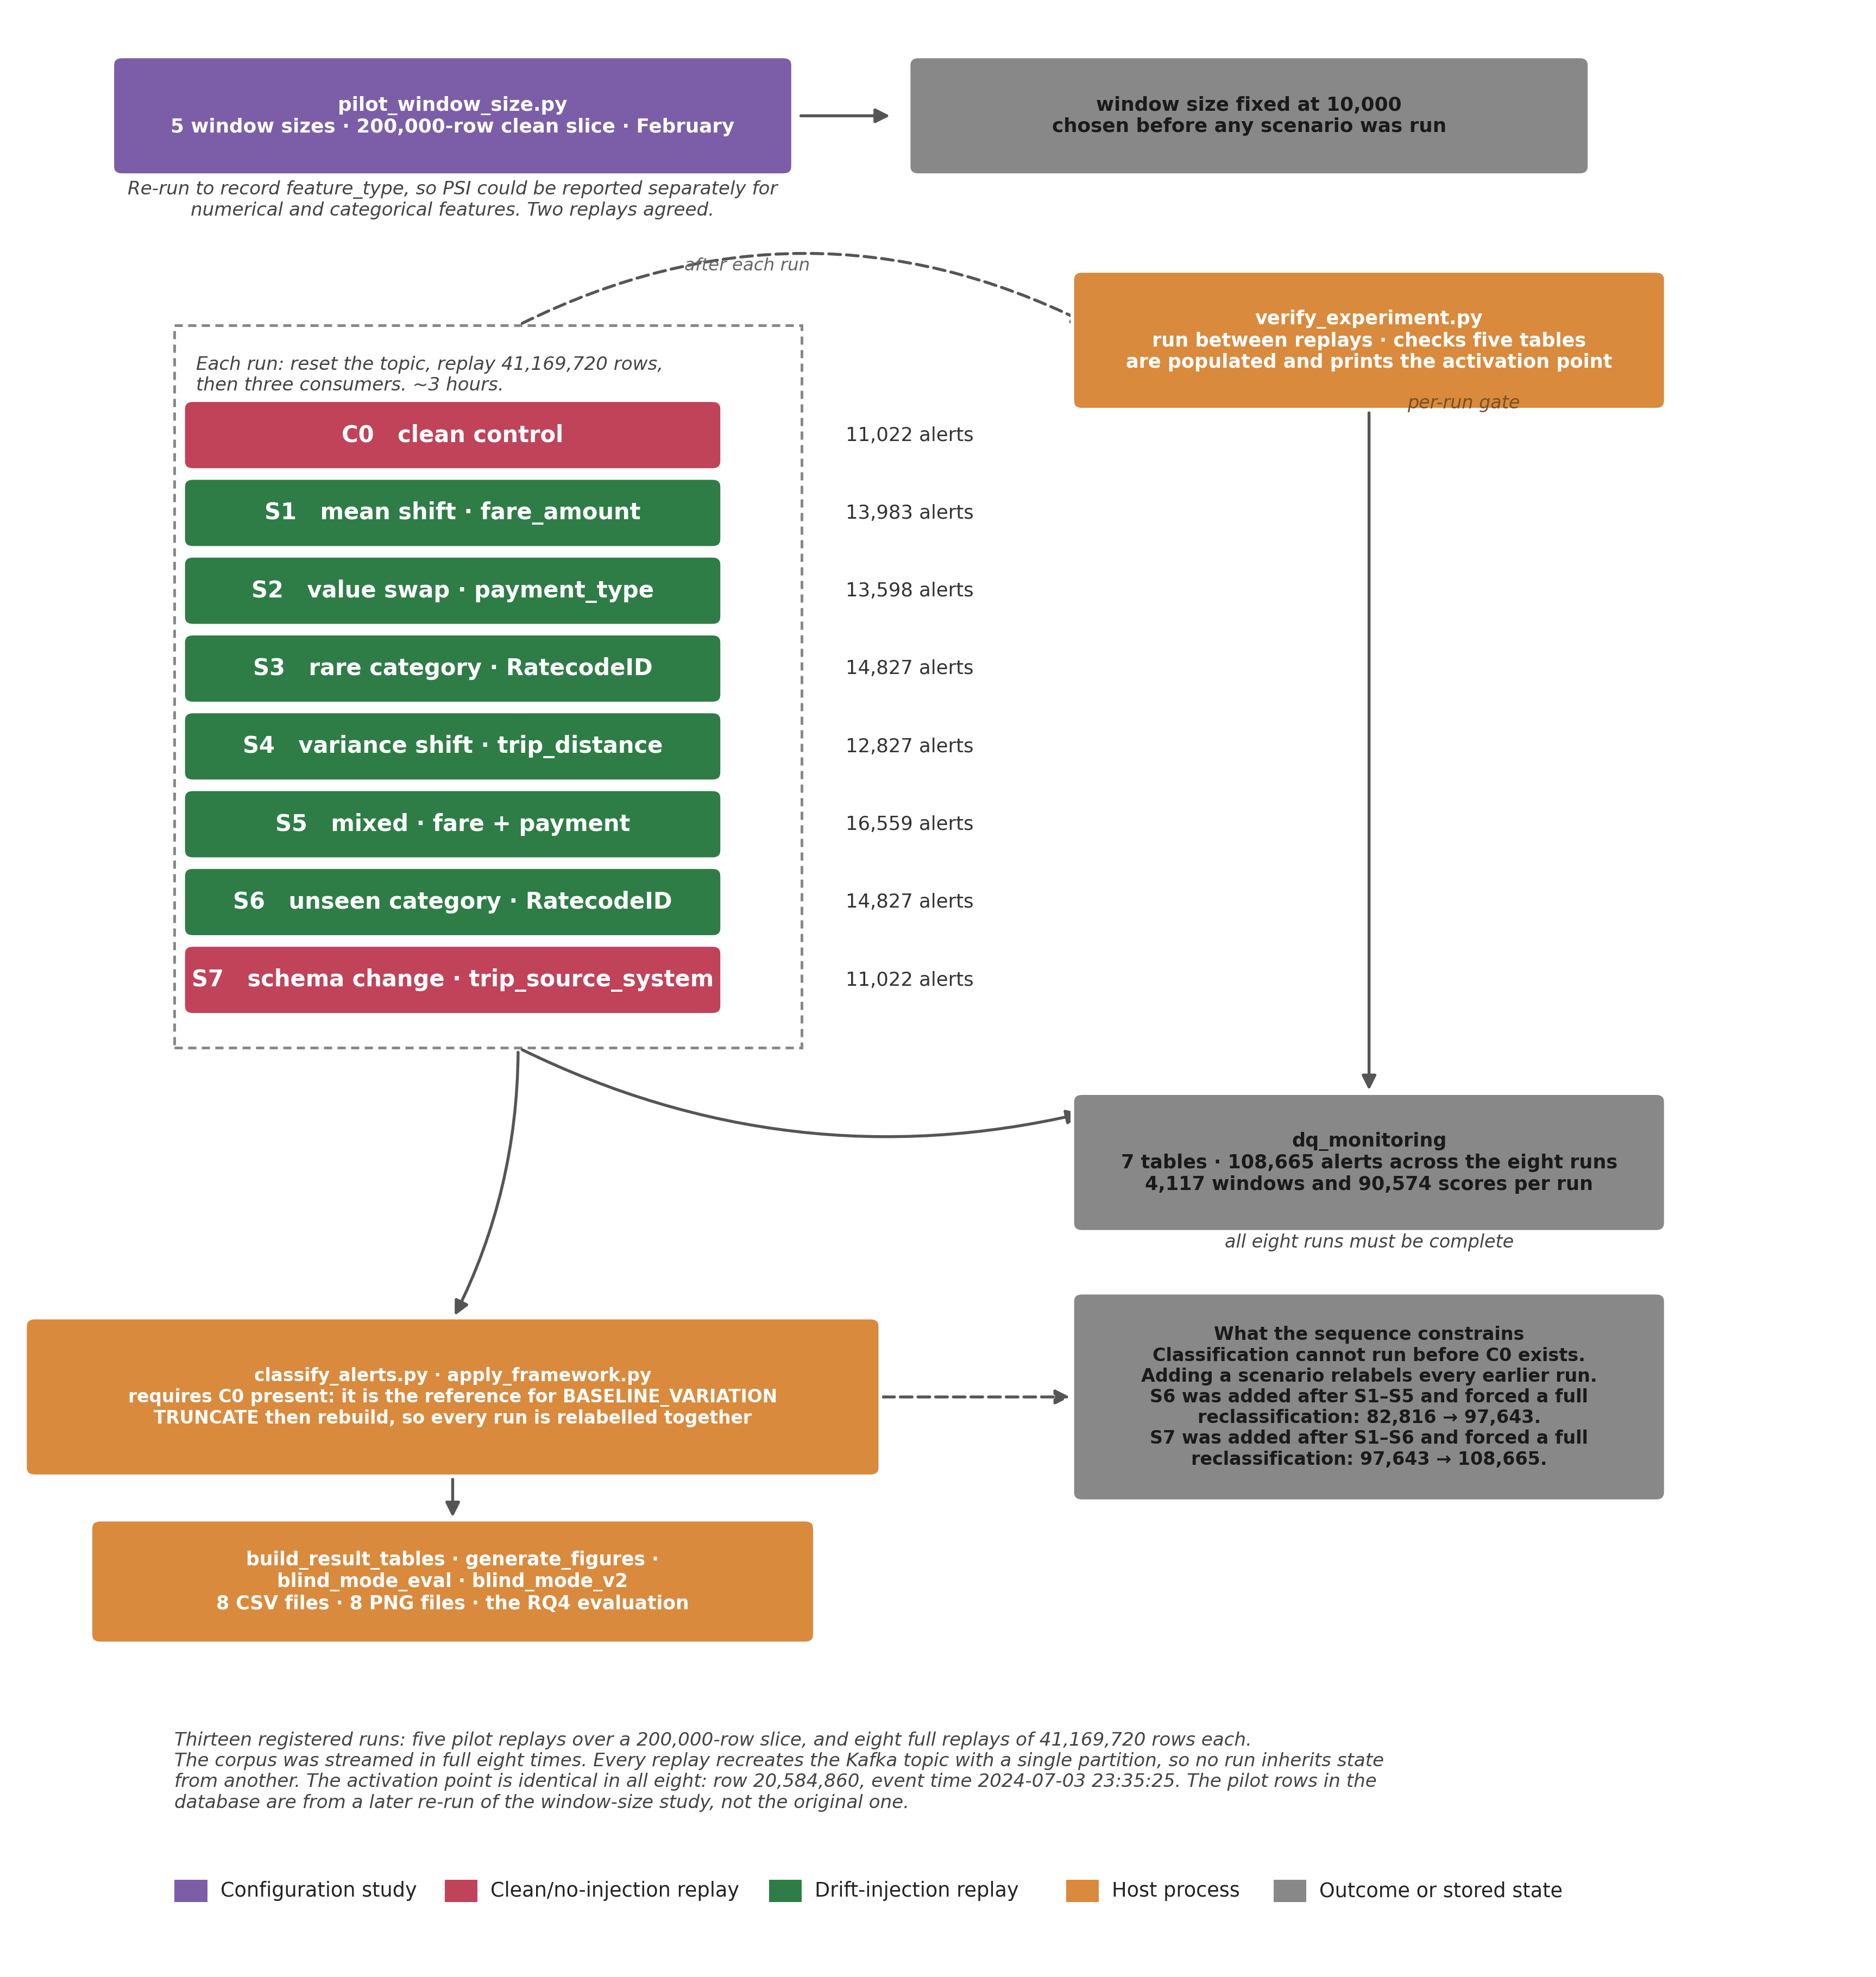 pilot_window_size.py
5 window sizes · 200,000-row clean slice · February
window size fixed at 10,000
chosen before any scenario was run
Re-run to record feature_type, so PSI could be reported separately for
numerical and categorical features. Two replays agreed.
after each run
verify_experiment.py
run between replays · checks five tables
are populated and prints the activation point
per-run gate
Each run: reset the topic, replay 41,169,720 rows,
then three consumers. ~3 hours.
C0 clean control
11,022 alerts
S1 mean shift · fare_amount
13,983 alerts
S2 value swap · payment_type
13,598 alerts
S3 rare category · RatecodeID
14,827 alerts
S4 variance shift · trip_distance
12,827 alerts
S5 mixed · fare + payment
16,559 alerts
S6 unseen category · RatecodeID
14,827 alerts
S7 schema change · trip_source_system
11,022 alerts
dq_monitoring
7 tables · 108,665 alerts across the eight runs
4,117 windows and 90,574 scores per run
all eight runs must be complete
classify_alerts.py · apply_framework.py
requires C0 present: it is the reference for BASELINE_VARIATION
TRUNCATE then rebuild, so every run is relabelled together
What the sequence constrains
Classification cannot run before C0 exists.
Adding a scenario relabels every earlier run.
S6 was added after S1–S5 and forced a full
reclassification: 82,816 → 97,643.
S7 was added after S1–S6 and forced a full
reclassification: 97,643 → 108,665.
build_result_tables · generate_figures ·
blind_mode_eval · blind_mode_v2
8 CSV files · 8 PNG files · the RQ4 evaluation
Thirteen registered runs: five pilot replays over a 200,000-row slice, and eight full replays of 41,169,720 rows each.
The corpus was streamed in full eight times. Every replay recreates the Kafka topic with a single partition, so no run inherits state
from another. The activation point is identical in all eight: row 20,584,860, event time 2024-07-03 23:35:25. The pilot rows in the
database are from a later re-run of the window-size study, not the original one.
Configuration study
Clean/no-injection replay
Drift-injection replay
Host process
Outcome or stored state